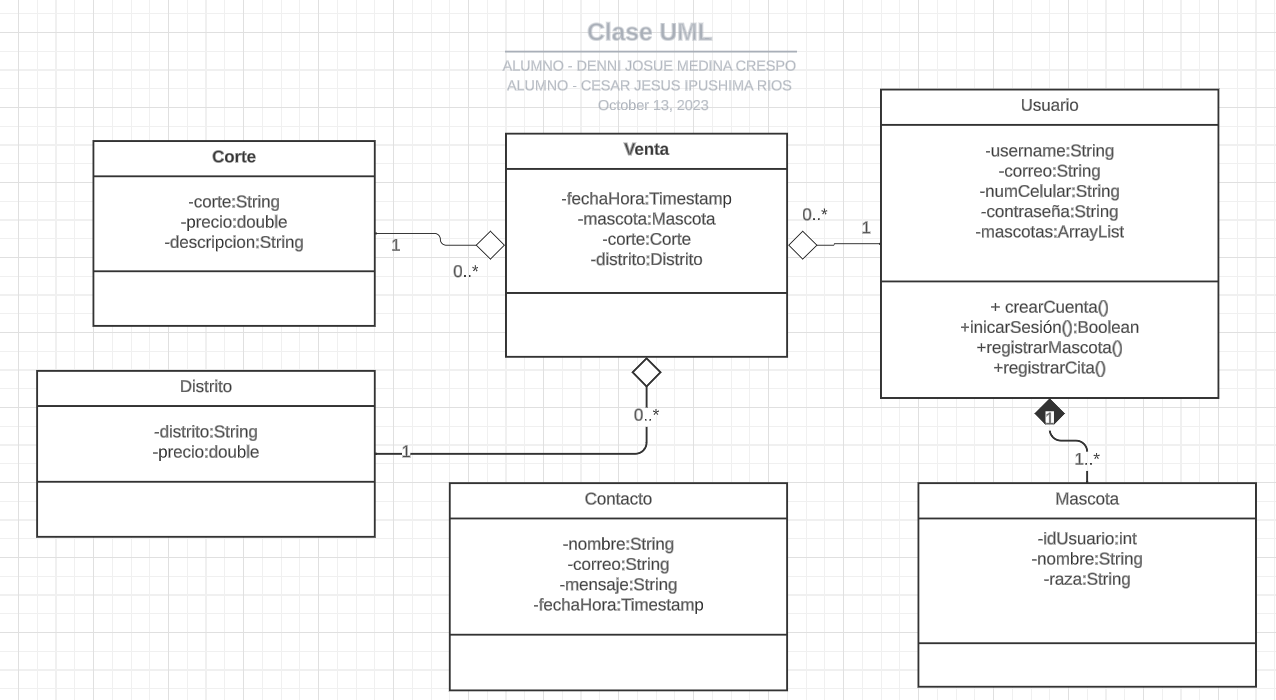 Clase UML
ALUMNO - DENNI JOSUE MEDINA CRESPO
ALUMNO - CESAR JESUS IPUSHIMA RIOS
October 13, 2023
Corte
-corte:String
-precio:double
-descripcion:String
1
0..*
Venta
-fechaHora:Timestamp
-mascota:Mascota
-corte:Corte
-distrito:Distrito
0..*
1
Usuario
-username:String
-correo:String
-numCelular:String
-contraseña:String
-mascotas:ArrayList
+ crearCuenta()
+inicarSesión():Boolean
+registrarMascota()
+registrarCita()
Distrito
-distrito:String
-precio:double
1
0..*
1
1..*
Contacto
-nombre:String
-correo:String
-mensaje:String
-fechaHora:Timestamp
Mascota
-idUsuario:int
-nombre:String
-raza:String